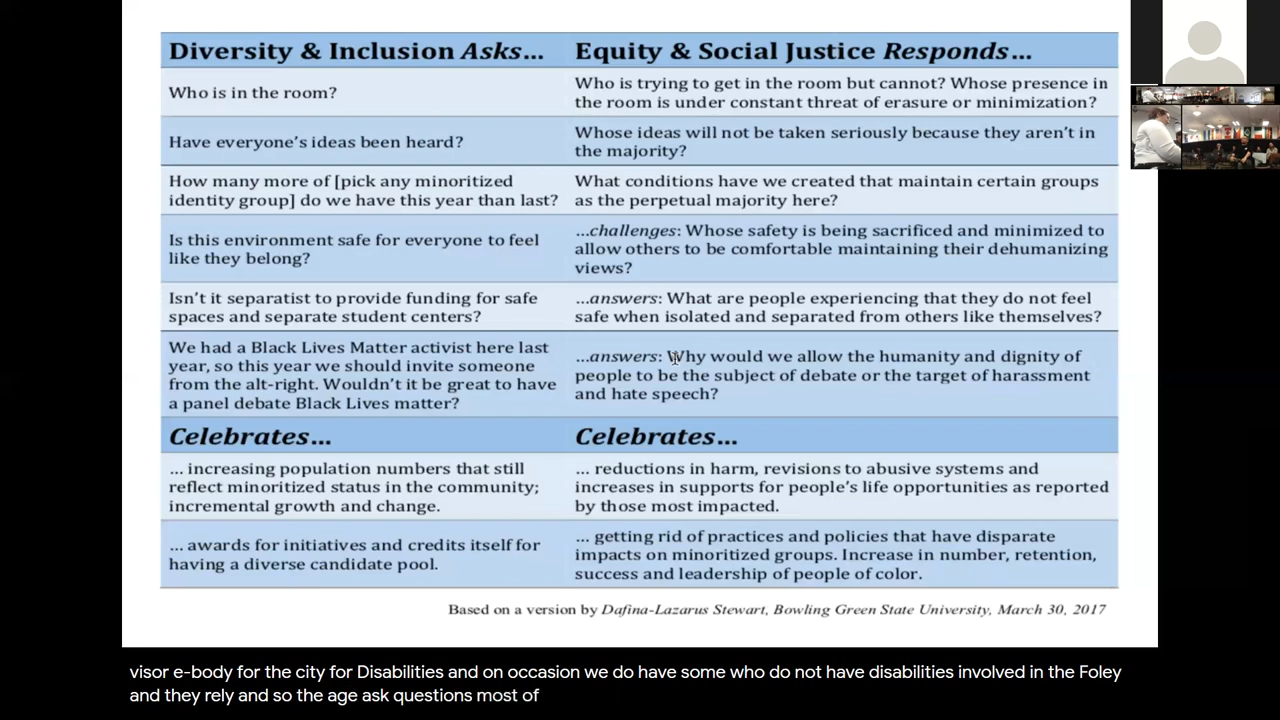 Diversity & Inclusion Asks…
Equity & Social Justice Responds…
Who is in the room?
Who is trying to get in the room but cannot? Whose presence in
the room is under constant threat of erasure or minimization?
Have everyone’s ideas been heard?
Whose ideas will not be taken seriously because they aren’t in
the majority?
How many more of [pick any minoritized
identity group] do we have this year than last?
What conditions have we created that maintain certain groups
as the perpetual majority here?
Is this environment safe for everyone to feel
like they belong?
…challenges: Whose safety is being sacrificed and minimized to
allow others to be comfortable maintaining their dehumanizing
views?
Isn’t it separatist to provide funding for safe
spaces and separate student centers?
…answers: What are people experiencing that they do not feel
safe when isolated and separated from others like themselves?
We had a Black Lives Matter activist here last
year, so this year we should invite someone
from the alt-right. Wouldn’t it be great to have
a panel debate Black Lives matter?
…answers: Why would we allow the humanity and dignity of
people to be the subject of debate or the target of harassment
and hate speech?
Celebrates…
Celebrates…
… increasing population numbers that still
reflect minoritized status in the community;
incremental growth and change.
… reductions in harm, revisions to abusive systems and
increases in supports for people’s life opportunities as reported
by those most impacted.
… awards for initiatives and credits itself for
having a diverse candidate pool.
… getting rid of practices and policies that have disparate
impacts on minoritized groups. Increase in number, retention,
success and leadership of people of color.
Based on a version by Dafina-Lazarus Stewart, Bowling Green State University, March 30, 2017
visor e-body for the city for Disabilities and on occasion we do have some who do not have disabilities involved in the Foley
and they rely and so the age ask questions most of